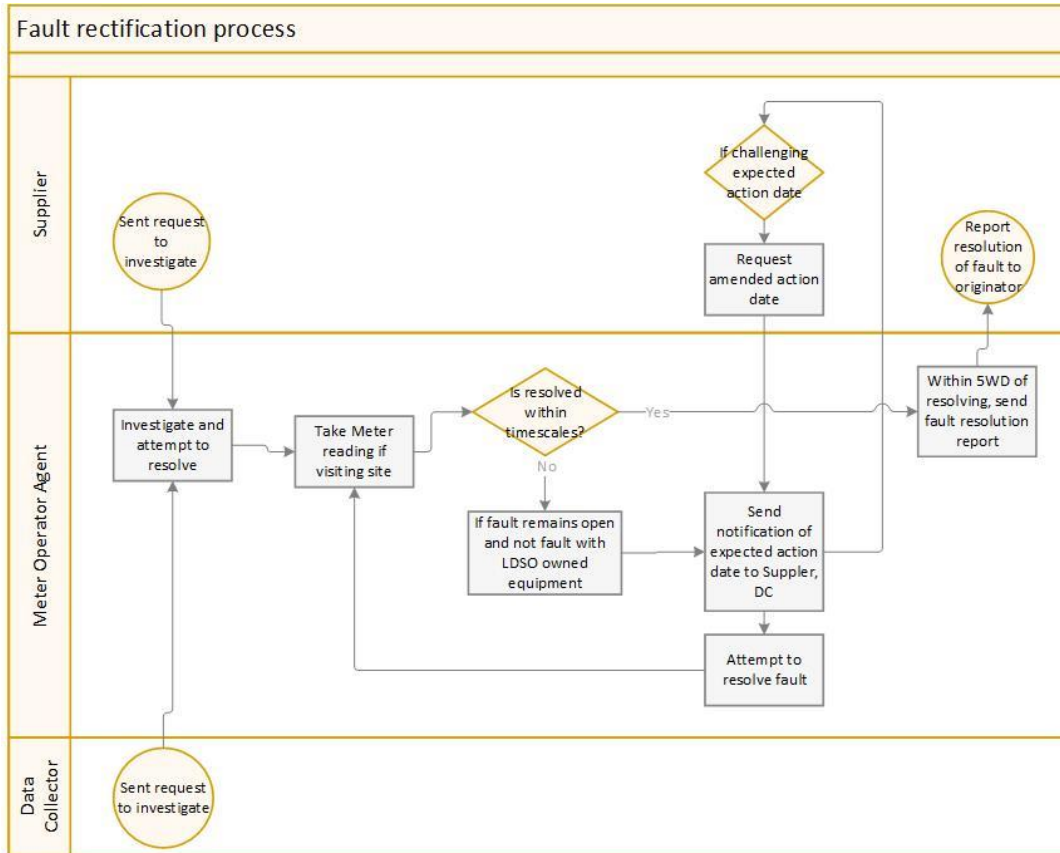 Fault rectification process
Supplier
Sent request
to
investigate
If challenging
expected
action date
Request
amended action
date
Report
resolution
of fault to
originator
Meter Operator Agent
Investigate and
attempt to
resolve
Take Meter
reading if
visiting site
Is resolved
within
timescales?
Yes
No
Within 5WD of
resolving, send
fault resolution
report
If fault remains open
and not fault with
LDSO owned
equipment
Send
notification of
expected action
date to Suppler,
DC
Attempt to
resolve fault
Data
Collector
Sent request
to investigate